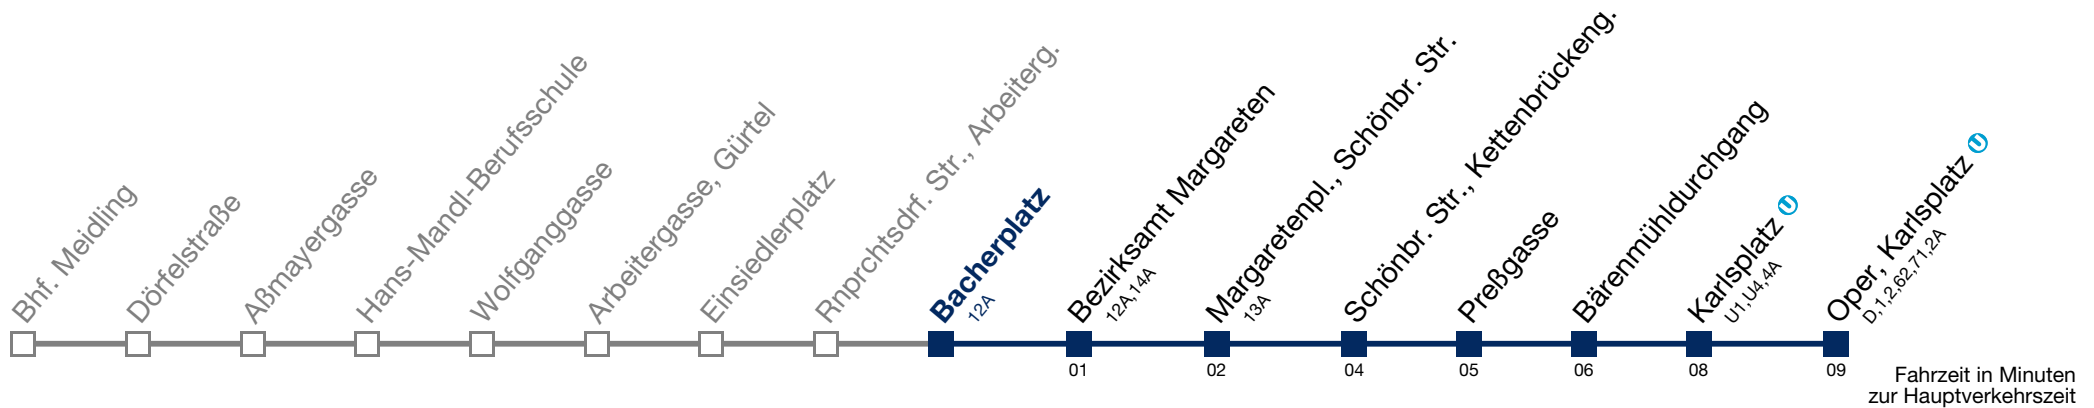 Bhf. Meidling
Dörfelstraße
Aßmayergasse
Hans-Mandl-Berufsschule
Wolfganggasse
Arbeitergasse, Gürtel
Einsiedlerplatz
Rnprchtsdrf. Str., Arbeiterg.
Bacherplatz
12A
Bezirksamt Margareten
12A,14A
Margaretenpl., Schönbr. Str.
13A
Schönbr. Str., Kettenbrückeng.
Preßgasse
Bärenmühldurchgang
Karlsplatz U
U1,U4,4A
Oper, Karlsplatz U
D,1,2,62,71,2A
01 02 04 05 06 08 09
Fahrzeit in Minuten
zur Hauptverkehrszeit